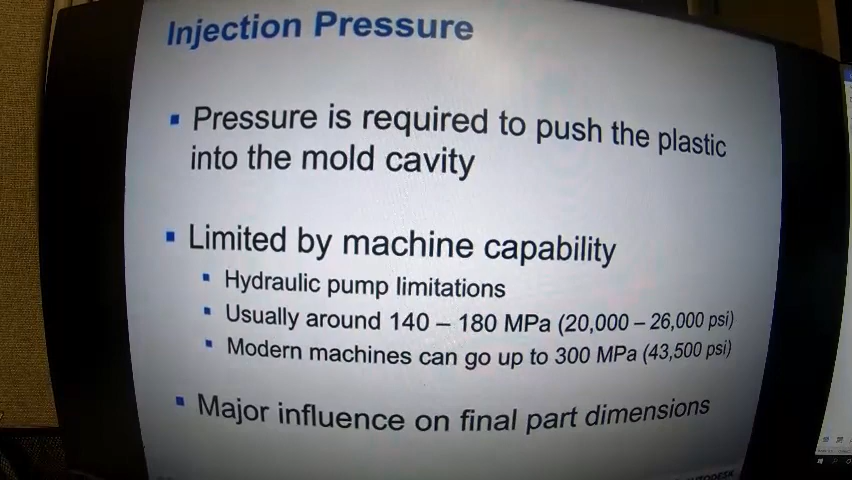 Injection Pressure
▪ Pressure is required to push the plastic
into the mold cavity
▪ Limited by machine capability
▪ Hydraulic pump limitations
▪ Usually around 140 – 180 MPa (20,000 – 26,000 psi)
▪ Modern machines can go up to 300 MPa (43,500 psi)
▪ Major influence on final part dimensions